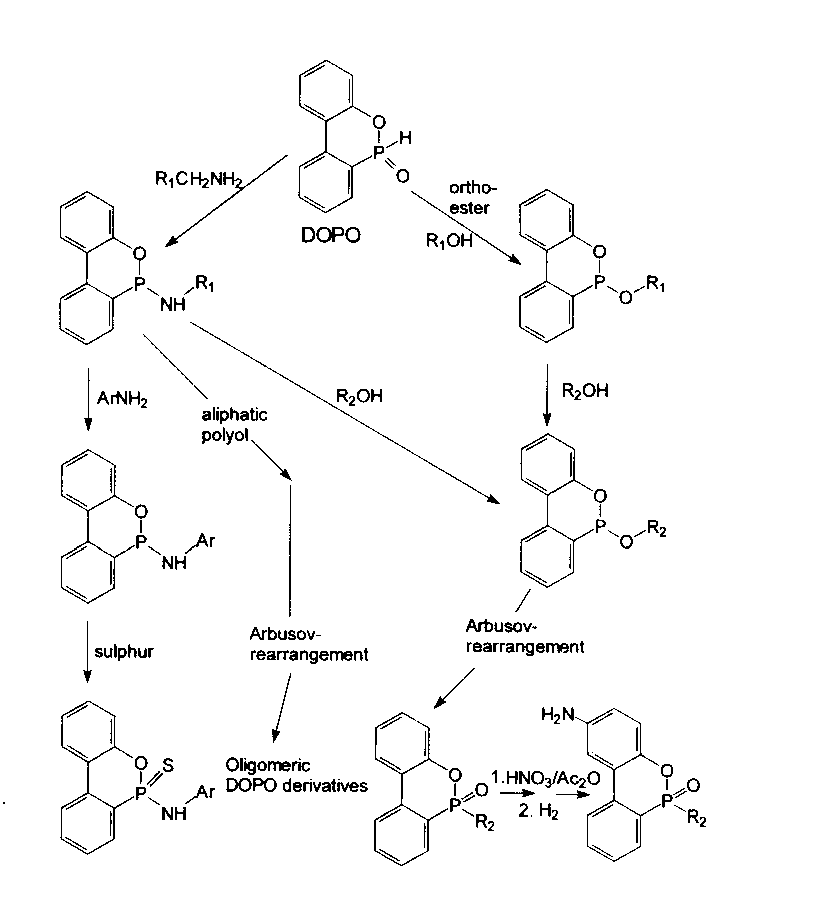 O
H
P
O
DOPO
R₁CH₂NH₂
ortho-
ester
R₁OH
O
P
NH
R₁
O
P
O
R₁
ArNH₂
aliphatic
polyol
R₂OH
R₂OH
O
P
NH
Ar
O
P
O
R₂
sulphur
Arbusov-
rearrangement
Arbusov-
rearrangement
O
S
P
NH
Ar
Oligomeric
DOPO derivatives
O
O
P
R₂
1.HNO₃/Ac₂O
2. H₂
H₂N
O
O
P
R₂